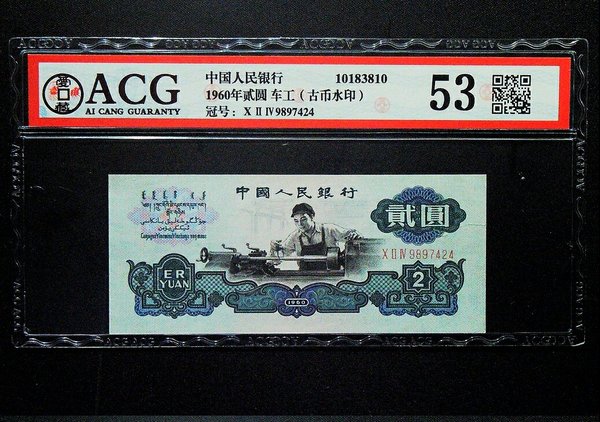 ACG
AI CANG GUARANTY
中国人民银行 10183810
1960年贰圆 车工（古币水印）
冠号：X II IV 9897424
53
中國人民銀行
貳圓
X II IV 9897424
ER
YUAN
1960
2